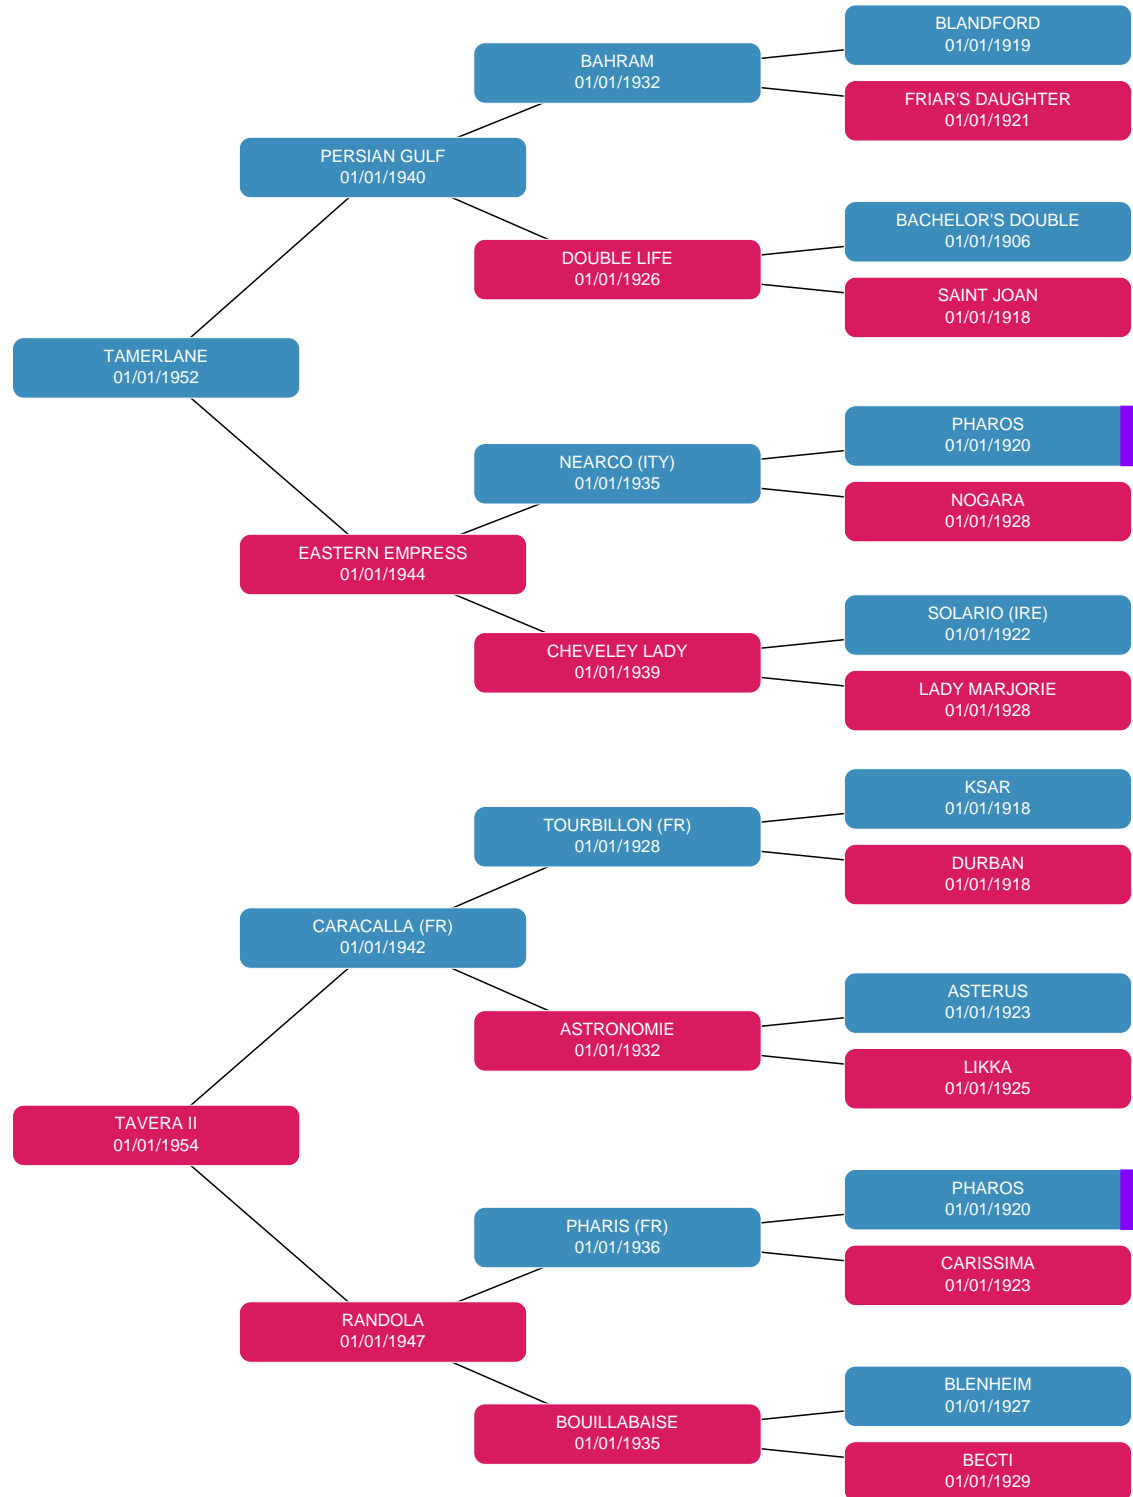 BLANDFORD
01/01/1919
BAHRAM
01/01/1932
FRIAR'S DAUGHTER
01/01/1921
PERSIAN GULF
01/01/1940
BACHELOR'S DOUBLE
01/01/1906
DOUBLE LIFE
01/01/1926
SAINT JOAN
01/01/1918
TAMERLANE
01/01/1952
PHAROS
01/01/1920
NEARCO (ITY)
01/01/1935
NOGARA
01/01/1928
EASTERN EMPRESS
01/01/1944
SOLARIO (IRE)
01/01/1922
CHEVELEY LADY
01/01/1939
LADY MARJORIE
01/01/1928
KSAR
01/01/1918
TOURBILLON (FR)
01/01/1928
DURBAN
01/01/1918
CARACALLA (FR)
01/01/1942
ASTERUS
01/01/1923
ASTRONOMIE
01/01/1932
LIKKA
01/01/1925
TAVERA II
01/01/1954
PHAROS
01/01/1920
PHARIS (FR)
01/01/1936
CARISSIMA
01/01/1923
RANDOLA
01/01/1947
BLENHEIM
01/01/1927
BOUILLABAISE
01/01/1935
BECTI
01/01/1929